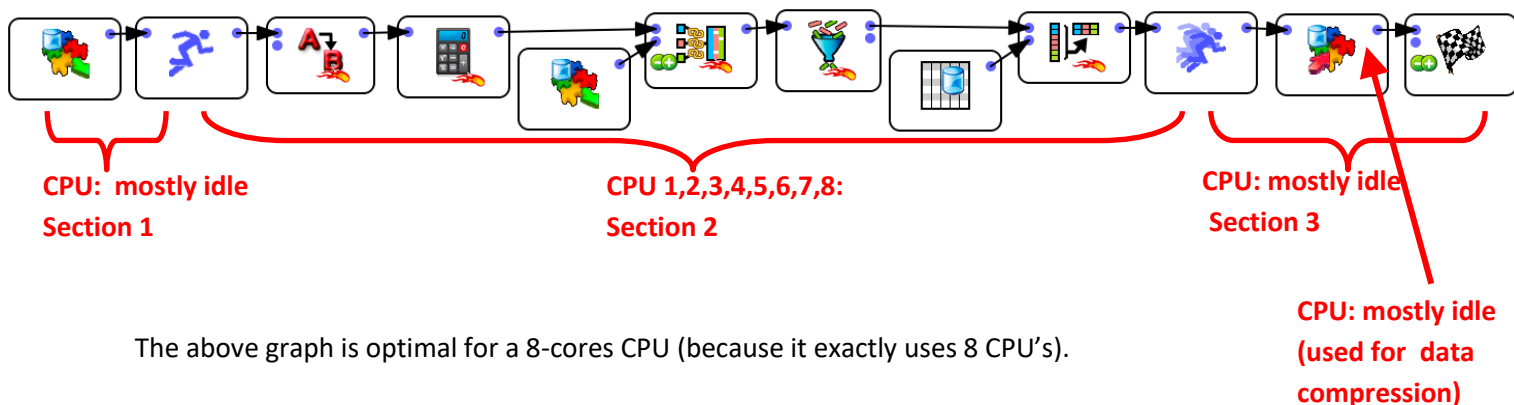 A
B
0
CPU: mostly idle
Section 1
CPU 1,2,3,4,5,6,7,8:
Section 2
CPU: mostly idle
Section 3
CPU: mostly idle
(used for data
compression)
The above graph is optimal for a 8-cores CPU (because it exactly uses 8 CPU’s).